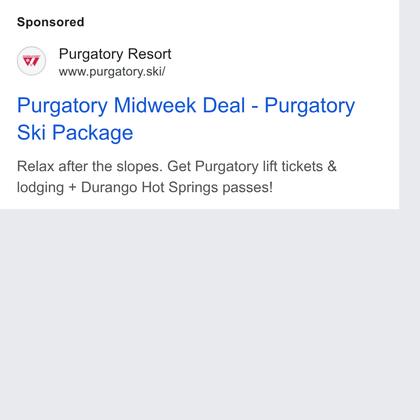 Sponsored
Purgatory Resort
www.purgatory.ski/
Purgatory Midweek Deal - Purgatory
Ski Package
Relax after the slopes. Get Purgatory lift tickets &
lodging + Durango Hot Springs passes!